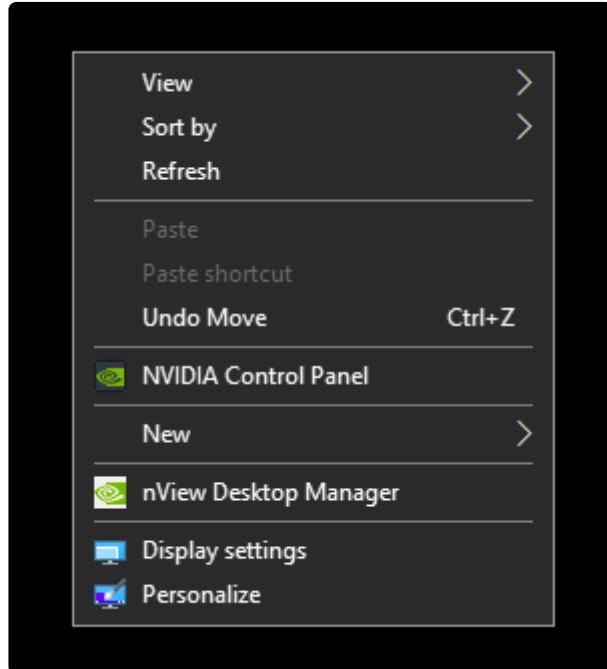 View
Sort by
Refresh
Paste
Paste shortcut
Undo Move Ctrl+Z
NVIDIA Control Panel
New
nView Desktop Manager
Display settings
Personalize